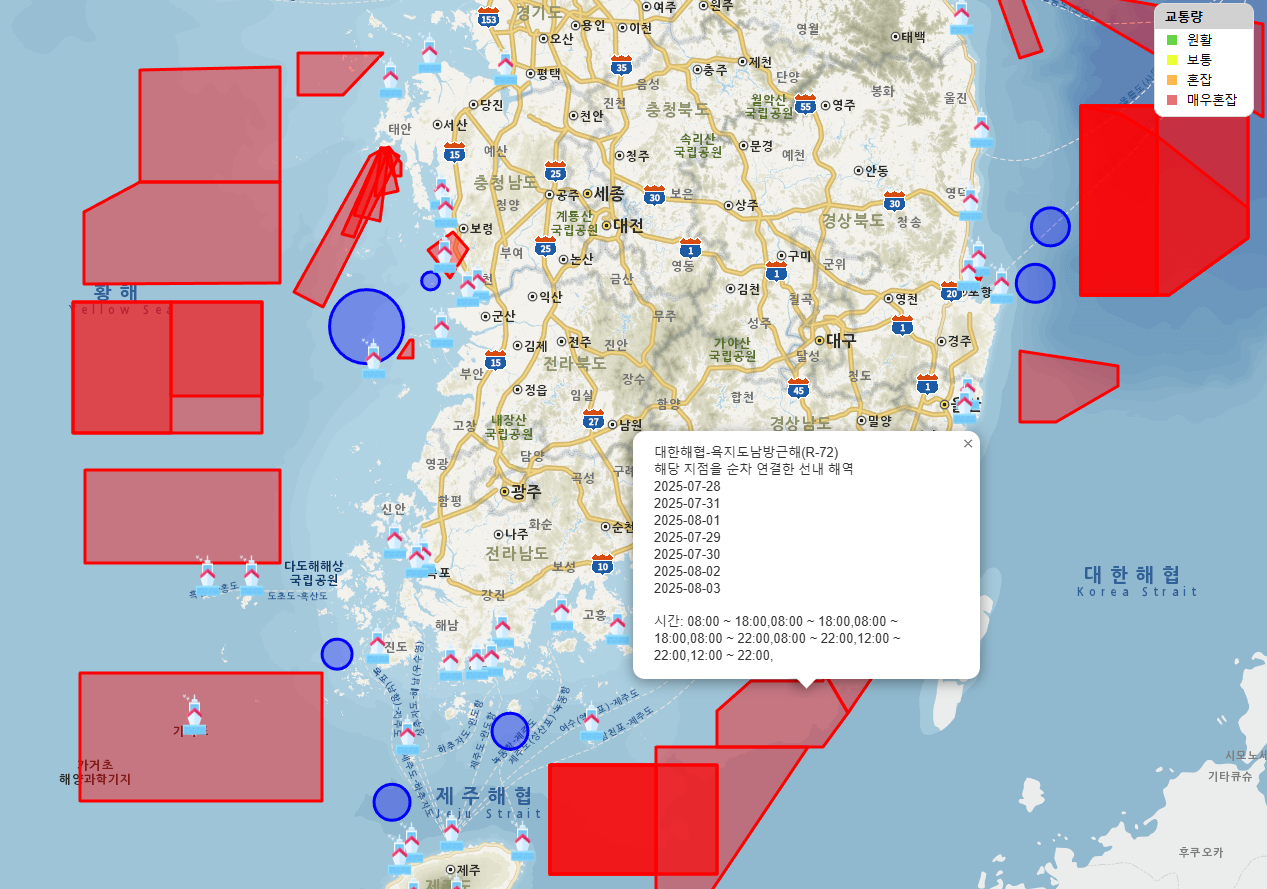 교통량
원활
보통
혼잡
매우혼잡
경기도
여주
원주
용인
이천
오산
영월
태백
평택
음성
충주
제천
단양
울진
당진
진천
충청북도
월악산
국립공원
영주
봉화
천안
태안
서산
예산
청주
속리산
국립공원
문경
예천
안동
충청남도
공주
세종
보은
상주
경상북도
청송
영덕
청양
계룡산
국립공원
대전
보령
부여
논산
영동
구미
군위
금산
김천
칠곡
영천
포항
황해
Yellow Sea
익산
군산
무주
성주
대구
경주
김제
전주
진안
가야산
국립공원
달성
전라북도
부안
장수
청도
정읍
임실
합천
함양
고창
내장산
국립공원
남원
경상남도
밀양
담양
영광
곡성
구례
광주
함평
신안
화순
순천
나주
전라남도
목포
보성
다도해해상
국립공원
도초도-흑산도
강진
고흥
해남
진도
대한해협
Korea Strait
대한해협-욕지도남방근해(R-72)
×
해당 지점을 순차 연결한 선내 해역
2025-07-28
2025-07-31
2025-08-01
2025-07-29
2025-07-30
2025-08-02
2025-08-03
시간: 08:00 ~ 18:00,08:00 ~ 18:00,08:00 ~
18:00,08:00 ~ 22:00,08:00 ~ 22:00,12:00 ~
22:00,12:00 ~ 22:00,
가거초
해양과학기지
제주해협
Jeju Strait
제주
시모노세
기타큐슈
후쿠오카
153
35
55
15
25
30
30
25
1
1
20
1
15
45
1
27
10